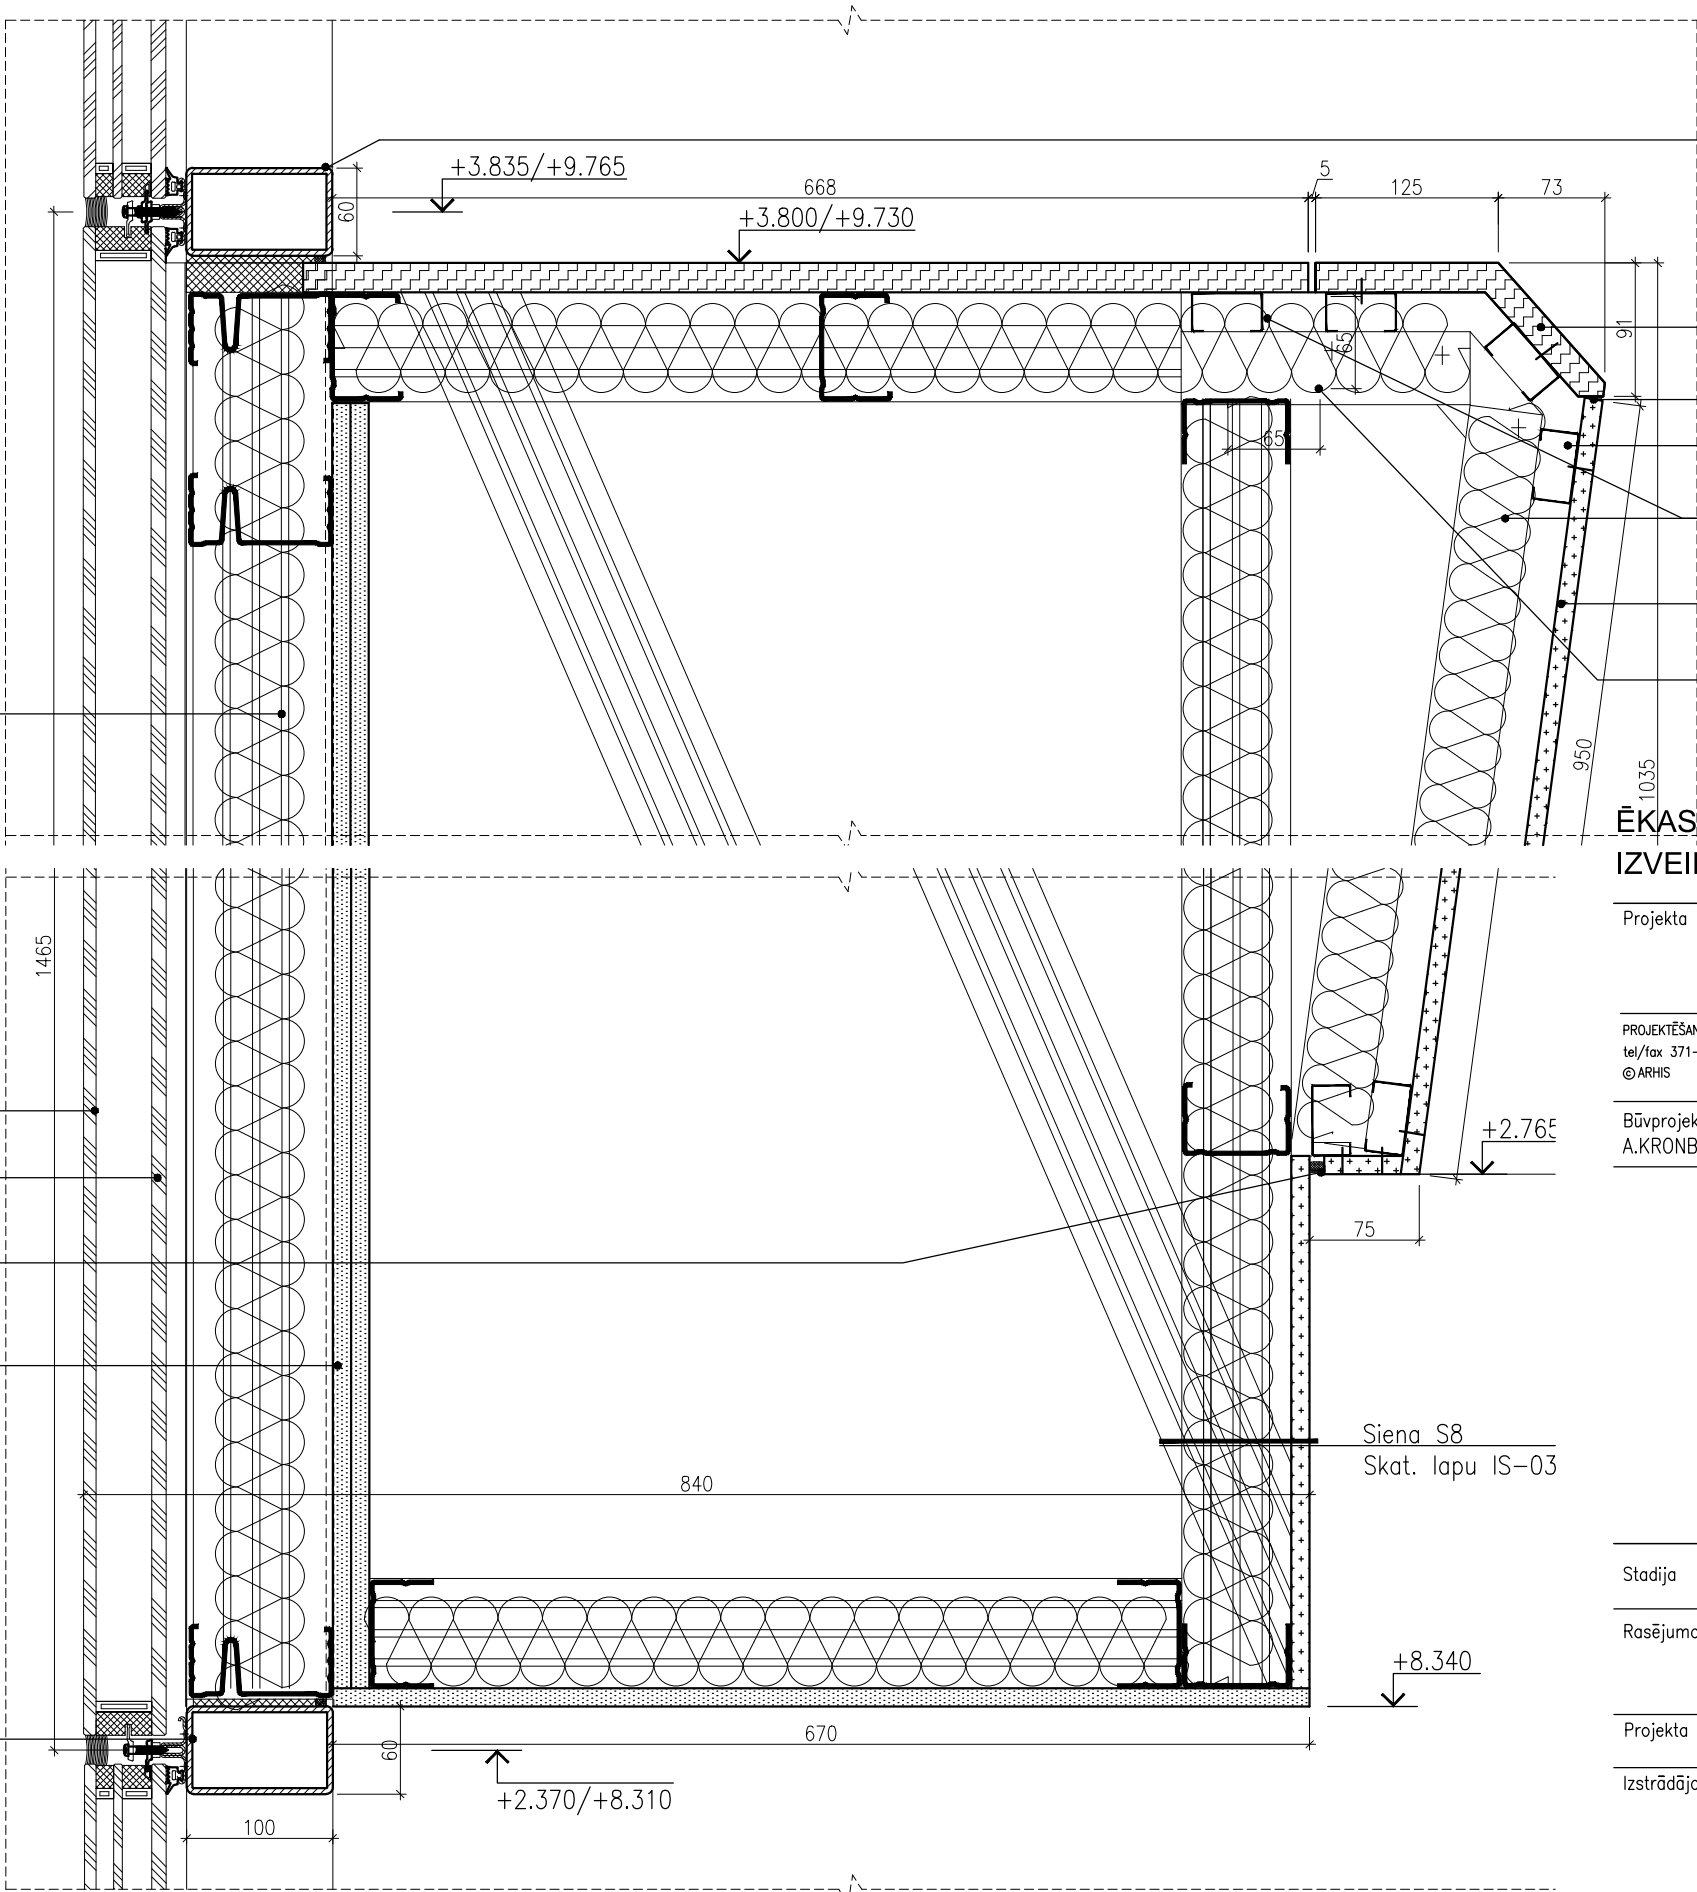 +3.835/+9.765
668
5
125
73
60
+3.800/+9.730
91
65
65
950
1035
ĒKAS
Projekta
1465
PROJEKTĒŠAN
tel/fax 371-
© ARHIS
+2.765
Būvprojek
A.KRONB
75
Siena S8
Skat. lapu IS-03
840
Stadija
Rasējuma
+8.340
670
60
Projekta
+2.370/+8.310
Izstrādāja
100